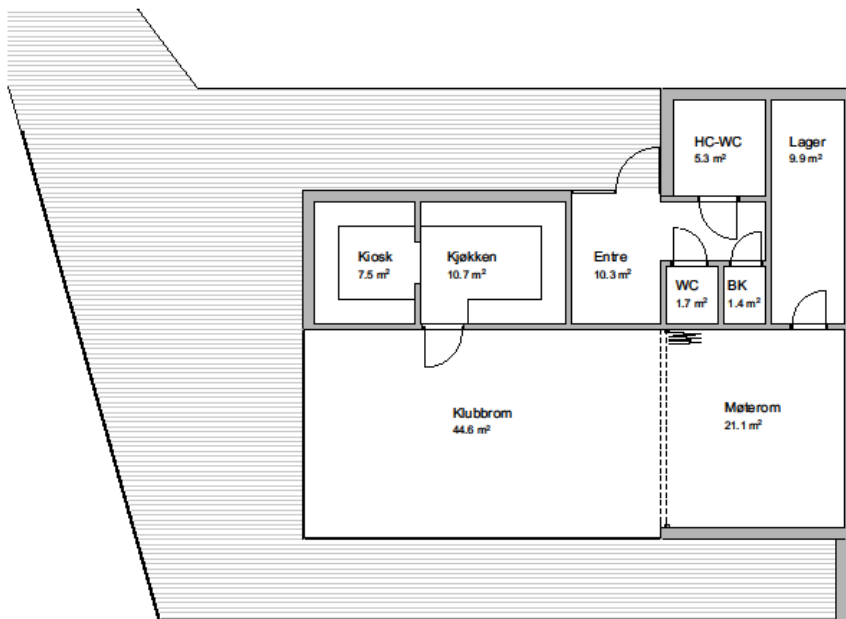 HC-WC
5.3 m²
Lager
9.9 m²
Kiosk
7.5 m²
Kjøkken
10.7 m²
Entre
10.3 m²
WC
1.7 m²
BK
1.4 m²
Klubbrom
44.6 m²
Møterom
21.1 m²